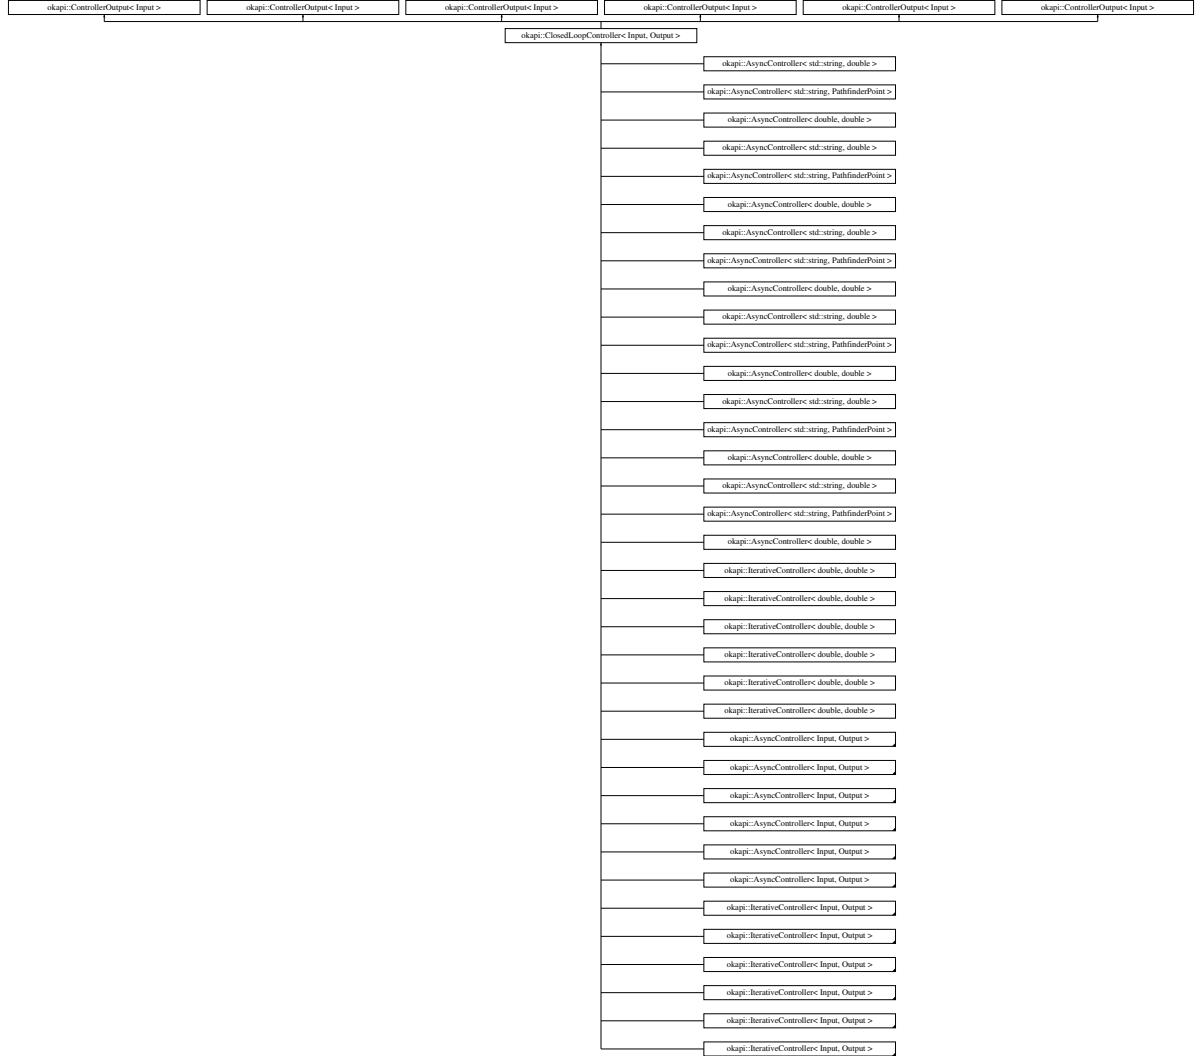 okapi::ControllerOutput< Input >
okapi::ControllerOutput< Input >
okapi::ControllerOutput< Input >
okapi::ControllerOutput< Input >
okapi::ControllerOutput< Input >
okapi::ControllerOutput< Input >
okapi::ClosedLoopController< Input, Output >
okapi::AsyncController< std::string, double >
okapi::AsyncController< std::string, PathfinderPoint >
okapi::AsyncController< double, double >
okapi::AsyncController< std::string, double >
okapi::AsyncController< std::string, PathfinderPoint >
okapi::AsyncController< double, double >
okapi::AsyncController< std::string, double >
okapi::AsyncController< std::string, PathfinderPoint >
okapi::AsyncController< double, double >
okapi::AsyncController< std::string, double >
okapi::AsyncController< std::string, PathfinderPoint >
okapi::AsyncController< double, double >
okapi::AsyncController< std::string, double >
okapi::AsyncController< std::string, PathfinderPoint >
okapi::AsyncController< double, double >
okapi::AsyncController< std::string, double >
okapi::AsyncController< std::string, PathfinderPoint >
okapi::AsyncController< double, double >
okapi::IterativeController< double, double >
okapi::IterativeController< double, double >
okapi::IterativeController< double, double >
okapi::IterativeController< double, double >
okapi::IterativeController< double, double >
okapi::IterativeController< double, double >
okapi::AsyncController< Input, Output >
okapi::AsyncController< Input, Output >
okapi::AsyncController< Input, Output >
okapi::AsyncController< Input, Output >
okapi::AsyncController< Input, Output >
okapi::AsyncController< Input, Output >
okapi::IterativeController< Input, Output >
okapi::IterativeController< Input, Output >
okapi::IterativeController< Input, Output >
okapi::IterativeController< Input, Output >
okapi::IterativeController< Input, Output >
okapi::IterativeController< Input, Output >